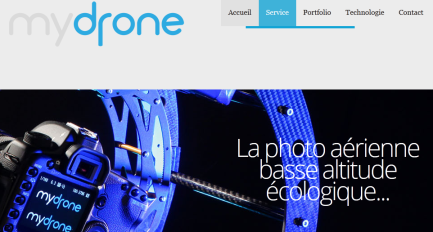 mydrone
Accueil Service Portfolio Technologie Contact
La photo aérienne
basse altitude
écologique...
mydrone
mydrone